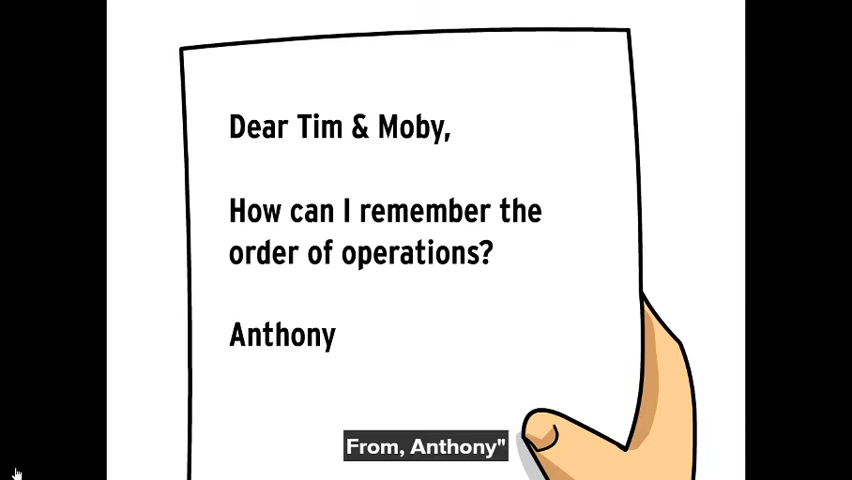 Dear Tim & Moby,
How can I remember the
order of operations?
Anthony
From, Anthony"